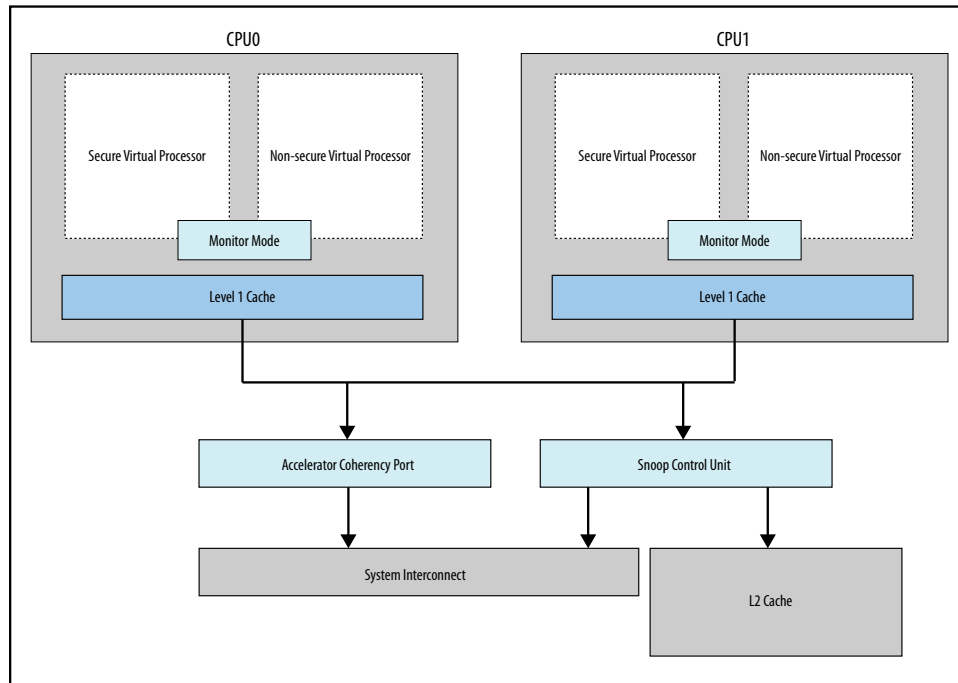 CPU0
CPU1
Secure Virtual Processor
Non-secure Virtual Processor
Monitor Mode
Level 1 Cache
Secure Virtual Processor
Non-secure Virtual Processor
Monitor Mode
Level 1 Cache
Accelerator Coherency Port
Snoop Control Unit
System Interconnect
L2 Cache